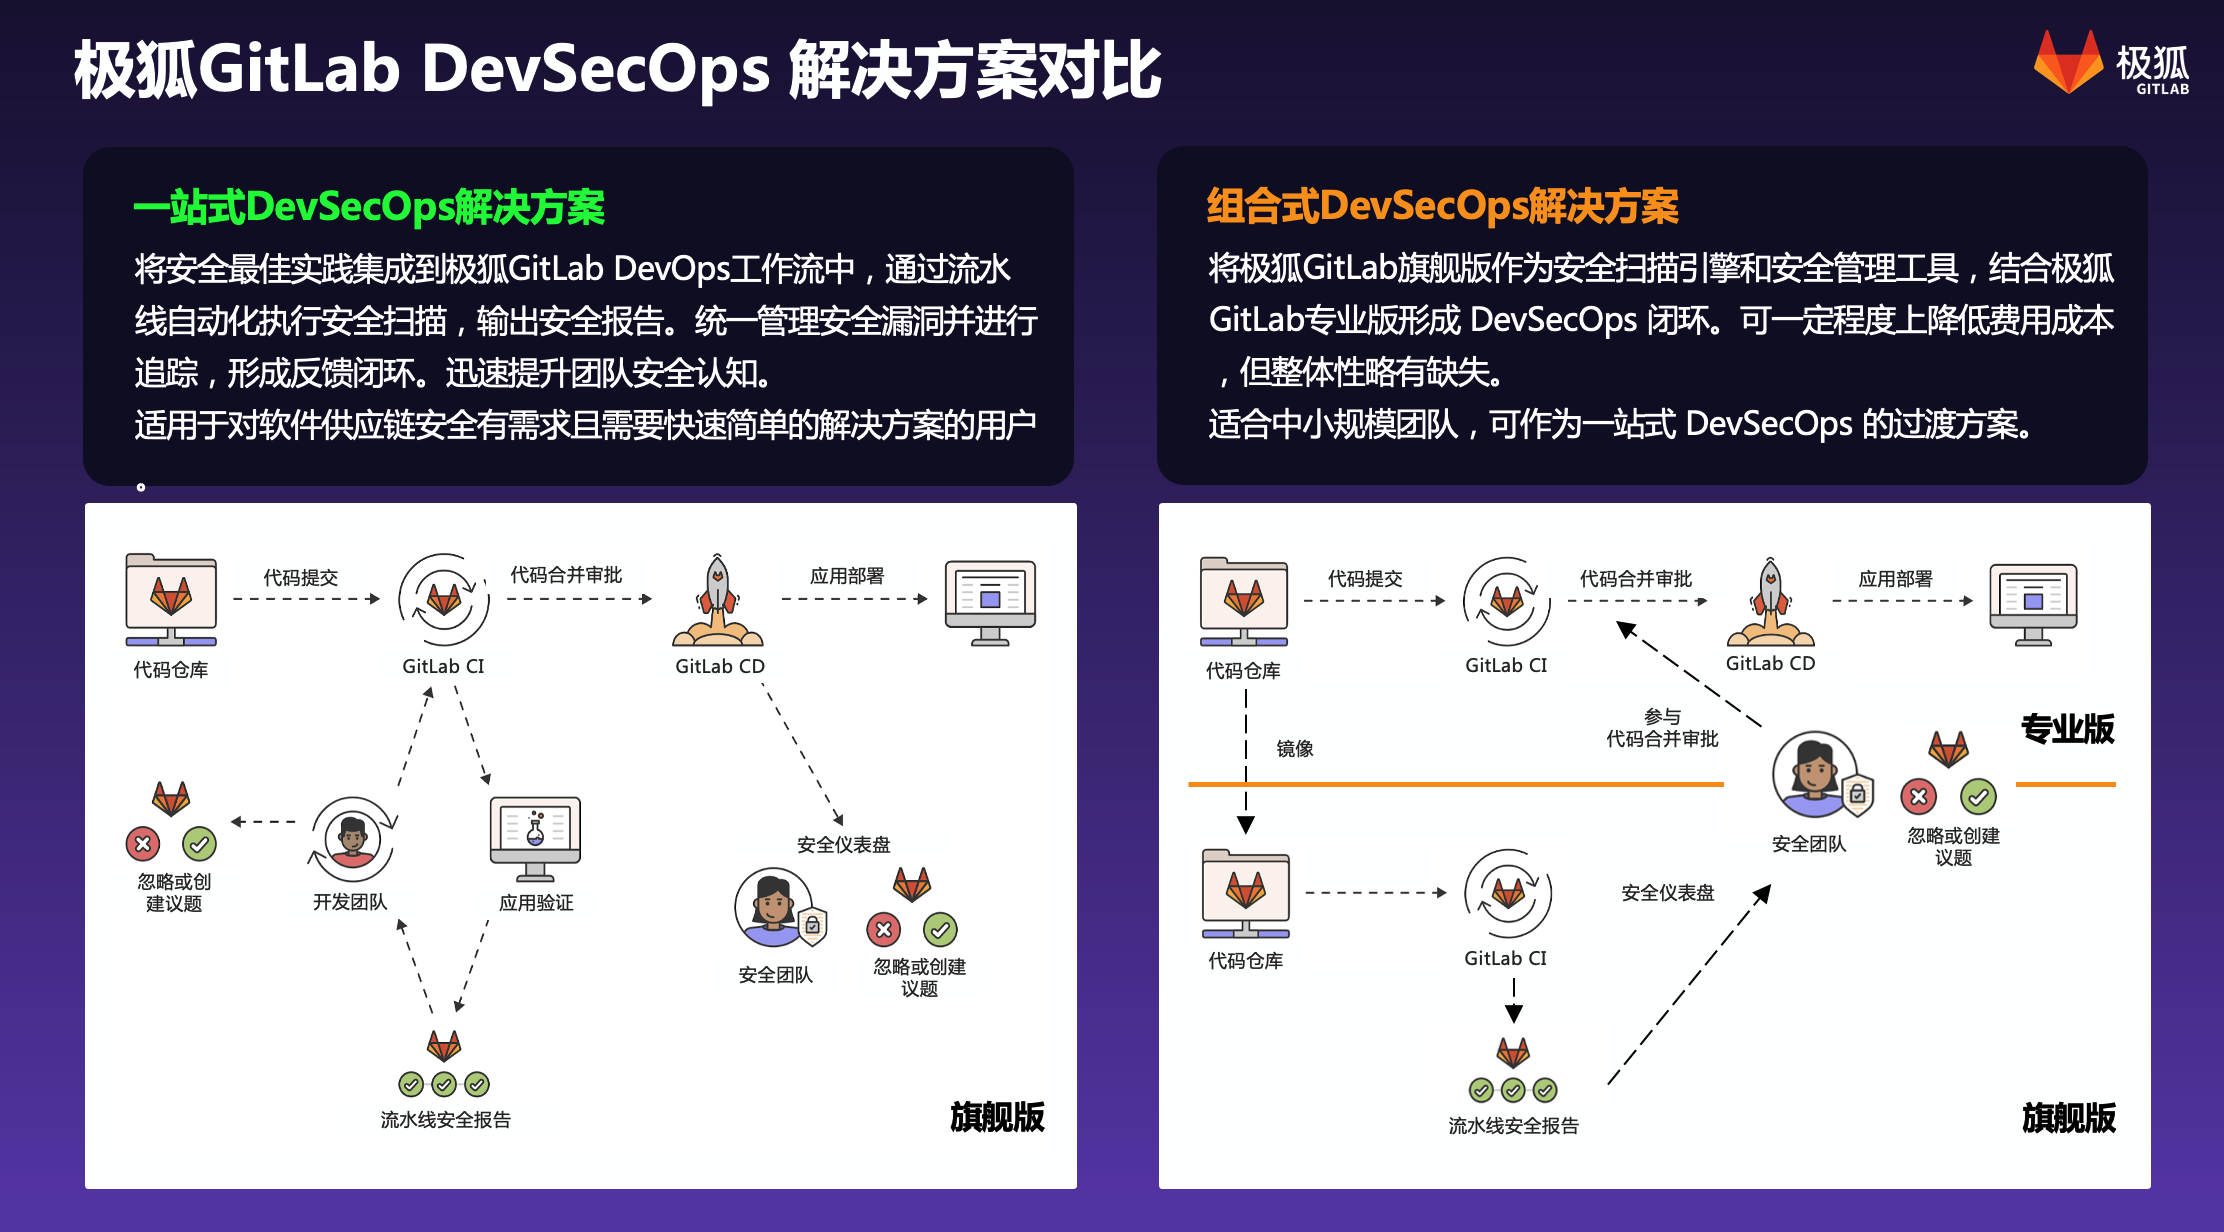 极狐GitLab DevSecOps 解决方案对比
极狐
GITLAB
一站式DevSecOps解决方案
将安全最佳实践集成到极狐GitLab DevOps工作流中，通过流水
线自动化执行安全扫描，输出安全报告。统一管理安全漏洞并进行
追踪，形成反馈闭环。迅速提升团队安全认知。
适用于对软件供应链安全有需求且需要快速简单的解决方案的用户
。
组合式DevSecOps解决方案
将极狐GitLab旗舰版作为安全扫描引擎和安全管理工具，结合极狐
GitLab专业版形成 DevSecOps 闭环。可一定程度上降低费用成本
，但整体性略有缺失。
适合中小规模团队，可作为一站式 DevSecOps 的过渡方案。
代码提交
代码合并审批
应用部署
代码仓库
GitLab CI
GitLab CD
安全仪表盘
忽略或创
建议题
开发团队
应用验证
安全团队
忽略或创建
议题
流水线安全报告
旗舰版
代码提交
代码合并审批
应用部署
代码仓库
GitLab CI
GitLab CD
参与
代码合并审批
专业版
镜像
安全团队
忽略或创建
议题
安全仪表盘
代码仓库
GitLab CI
流水线安全报告
旗舰版